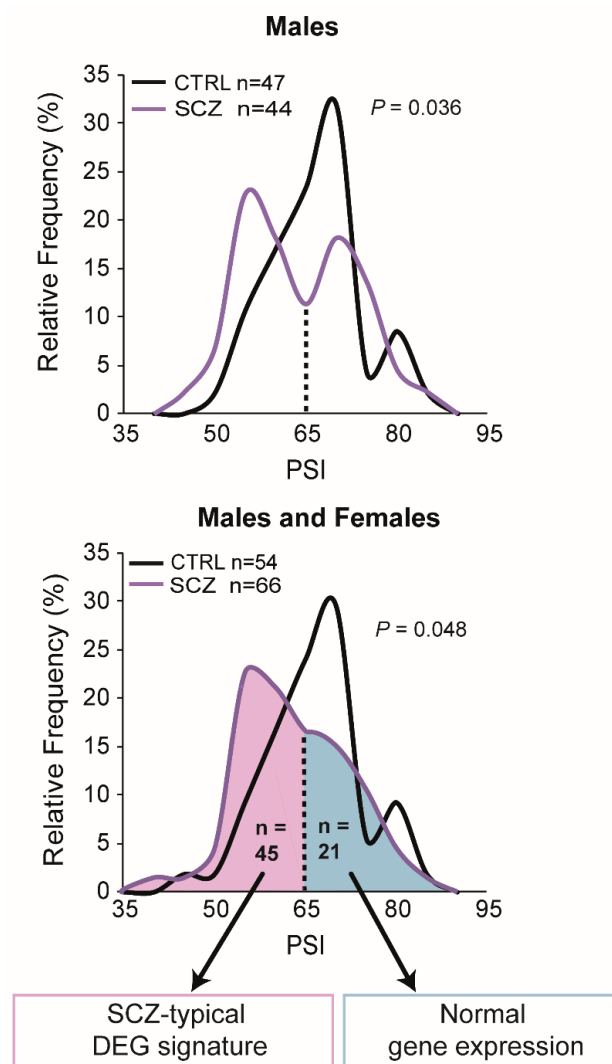 Males
35
30
25
20
15
10
5
0
Relative Frequency (%)
CTRL n=47
SCZ n=44
P = 0.036
35 50 65 80 95
PSI
Males and Females
35
30
25
20
15
10
5
0
Relative Frequency (%)
CTRL n=54
SCZ n=66
P = 0.048
n =
45
n =
21
35 50 65 80 95
PSI
SCZ-typical
DEG signature
Normal
gene expression